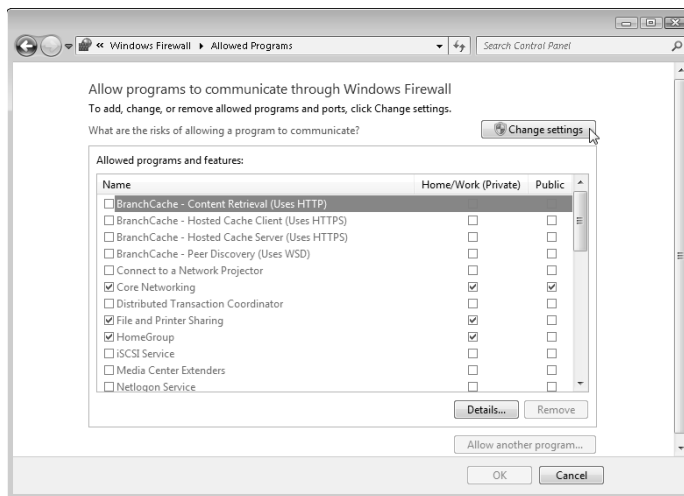 « Windows Firewall ▸ Allowed Programs
Search Control Panel
Allow programs to communicate through Windows Firewall
To add, change, or remove allowed programs and ports, click Change settings.
What are the risks of allowing a program to communicate?
Change settings
Allowed programs and features:
Name Home/Work (Private) Public
BranchCache - Content Retrieval (Uses HTTP)
BranchCache - Hosted Cache Client (Uses HTTPS)
BranchCache - Hosted Cache Server (Uses HTTPS)
BranchCache - Peer Discovery (Uses WSD)
Connect to a Network Projector
Core Networking
Distributed Transaction Coordinator
File and Printer Sharing
HomeGroup
iSCSI Service
Media Center Extenders
Netlogon Service
Details... Remove
Allow another program...
OK Cancel